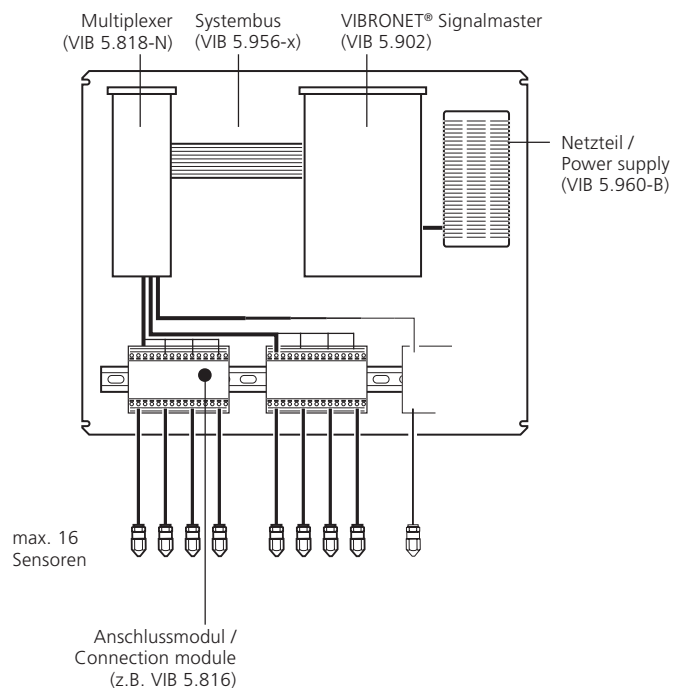 Multiplexer
(VIB 5.818-N)
Systembus
(VIB 5.956-x)
VIBRONET® Signalmaster
(VIB 5.902)
Netzteil /
Power supply
(VIB 5.960-B)
max. 16
Sensoren
Anschlussmodul /
Connection module
(z.B. VIB 5.816)